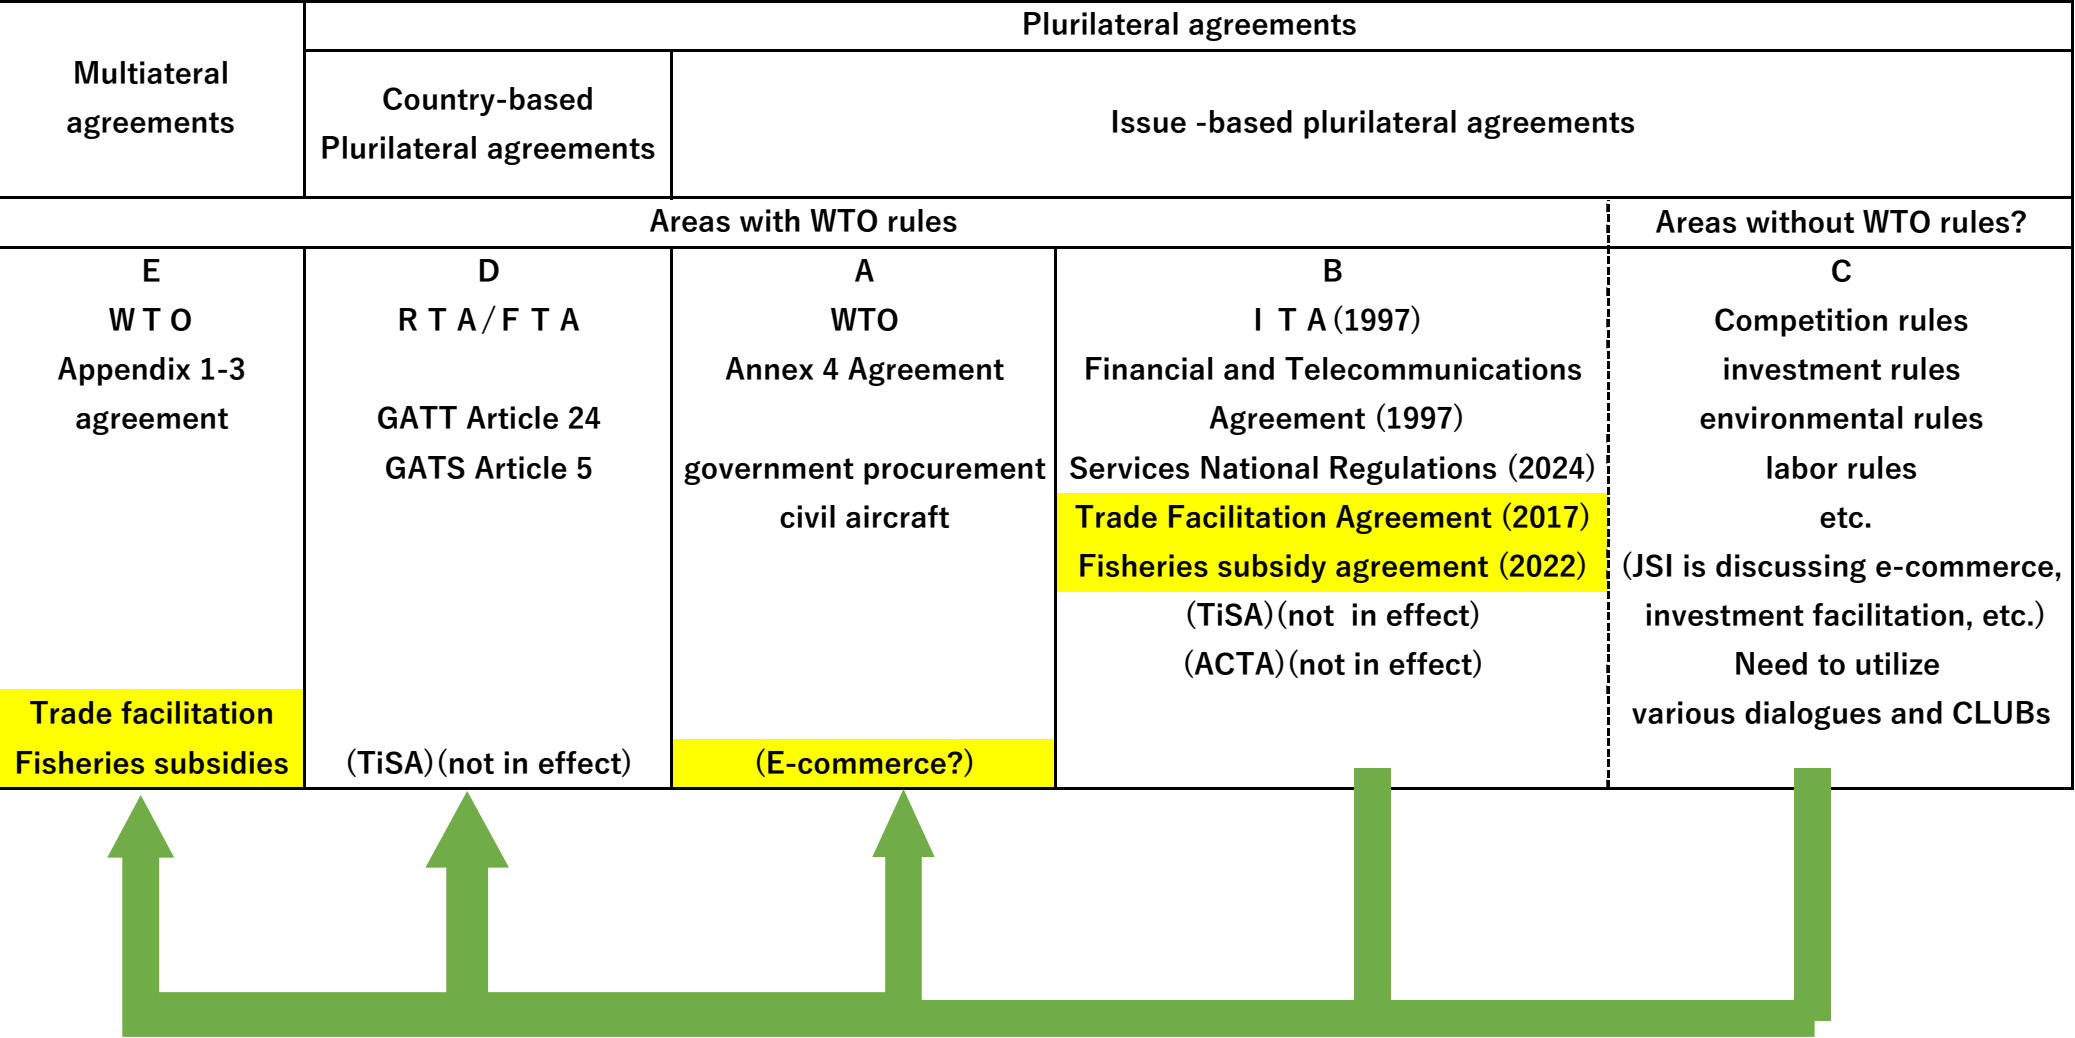 Plurilateral agreements
Multiateral
agreements
Country-based
Plurilateral agreements
Issue -based plurilateral agreements
Areas with WTO rules
Areas without WTO rules?
E
W T O
Appendix 1-3
agreement
Trade facilitation
Fisheries subsidies
D
R T A/F T A
GATT Article 24
GATS Article 5
(TiSA)(not in effect)
A
WTO
Annex 4 Agreement
government procurement
civil aircraft
(E-commerce?)
B
I T A(1997)
Financial and Telecommunications
Agreement (1997)
Services National Regulations (2024)
Trade Facilitation Agreement (2017)
Fisheries subsidy agreement (2022)
(TiSA)(not in effect)
(ACTA)(not in effect)
C
Competition rules
investment rules
environmental rules
labor rules
etc.
(JSI is discussing e-commerce,
investment facilitation, etc.)
Need to utilize
various dialogues and CLUBs